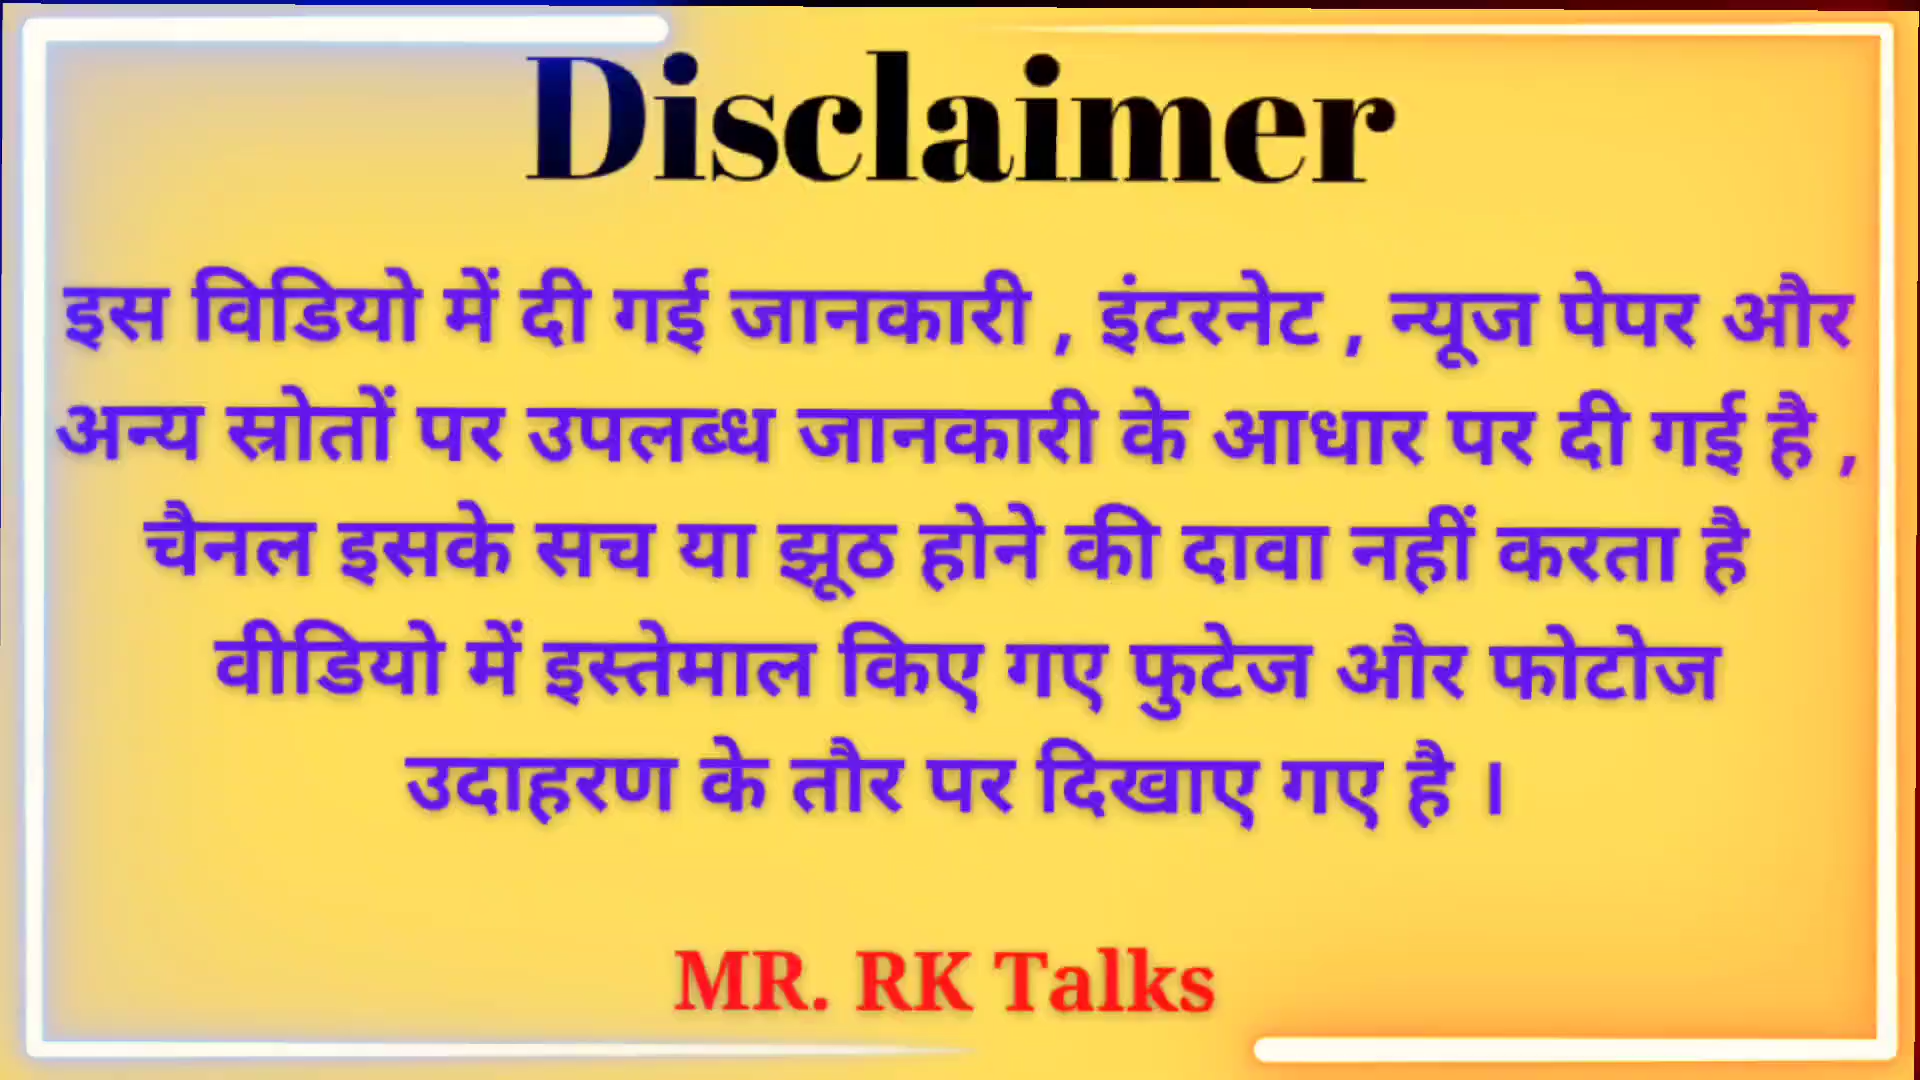 Disclaimer
इस विडियो में दी गई जानकारी , इंटरनेट , न्यूज पेपर और
अन्य स्रोतों पर उपलब्ध जानकारी के आधार पर दी गई है ,
चैनल इसके सच या झूठ होने की दावा नहीं करता है
वीडियो में इस्तेमाल किए गए फुटेज और फोटोज
उदाहरण के तौर पर दिखाए गए है ।
MR. RK Talks